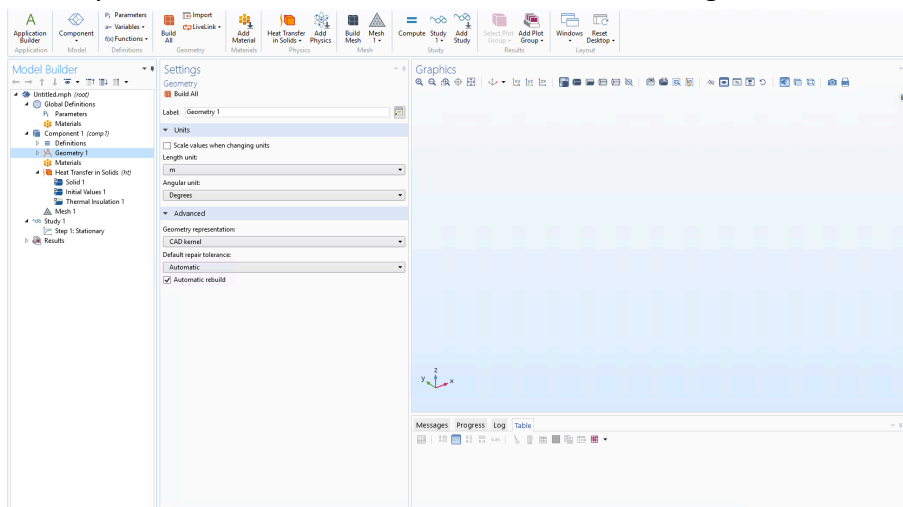 A
Application Builder
Application
Component
Model
Pi Parameters
a= Variables
f(x) Functions
Definitions
Build All
Import
LiveLink
Geometry
Add Material
Materials
Heat Transfer in Solids
Add Physics
Physics
Build Mesh
Mesh 1
Mesh
Compute
Study 1
Add Study
Study
Select Plot Group
Add Plot Group
Results
Windows
Reset Desktop
Layout
Model Builder
Untitled.mph (root)
Global Definitions
Pi Parameters
Materials
Component 1 (comp1)
Definitions
Geometry 1
Materials
Heat Transfer in Solids (ht)
Solid 1
Initial Values 1
Thermal Insulation 1
Mesh 1
Study 1
Step 1: Stationary
Results
Settings
Geometry
Build All
Label: Geometry 1
Units
Scale values when changing units
Length unit:
m
Angular unit:
Degrees
Advanced
Geometry representation:
CAD kernel
Default repair tolerance:
Automatic
Automatic rebuild
Graphics
z
y
x
Messages Progress Log Table